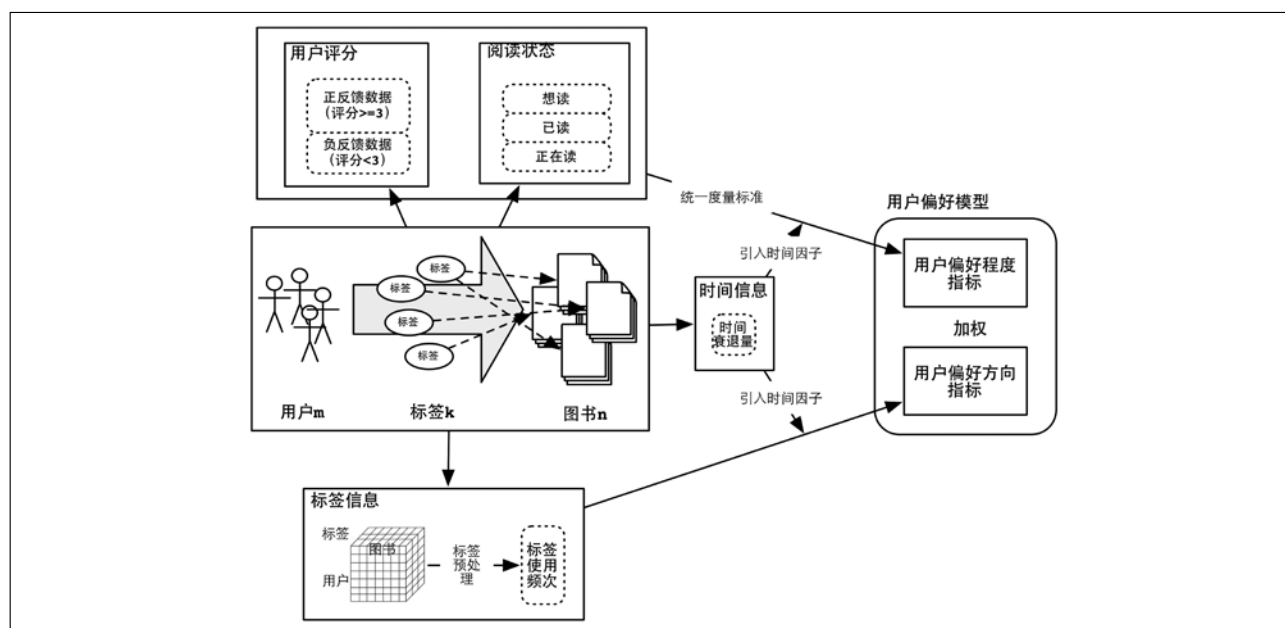 用户评分
正反馈数据
（评分>=3）
负反馈数据
（评分<3）
阅读状态
想读
已读
正在读
统一度量标准
用户偏好模型
引入时间因子
用户偏好程度
指标
加权
用户偏好方向
指标
标签
标签
标签
标签
用户m
标签k
图书n
时间信息
时间
衰退量
引入时间因子
标签信息
标签
图书
用户
标签
预处
理
标签
使用
频次